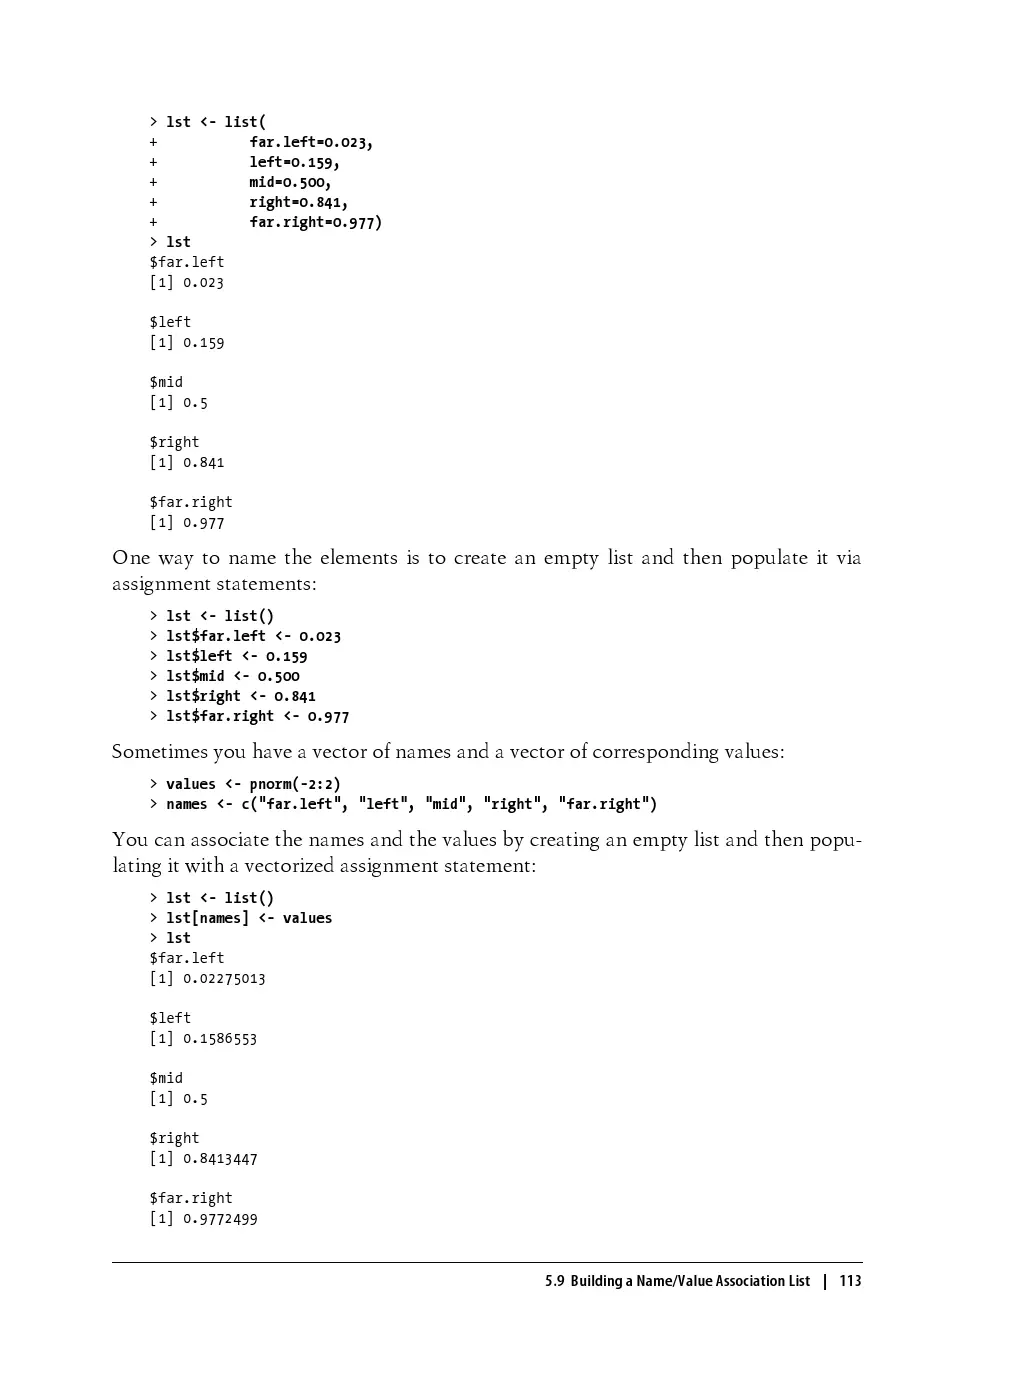 > lst <- list(
+           far.left=0.023,
+           left=0.159,
+           mid=0.500,
+           right=0.841,
+           far.right=0.977)
> lst
$far.left
[1] 0.023
$left
[1] 0.159
$mid
[1] 0.5
$right
[1] 0.841
$far.right
[1] 0.977
One way to name the elements is to create an empty list and then populate it via
assignment statements:
> lst <- list()
> lst$far.left <- 0.023
> lst$left <- 0.159
> lst$mid <- 0.500
> lst$right <- 0.841
> lst$far.right <- 0.977
Sometimes you have a vector of names and a vector of corresponding values:
> values <- pnorm(-2:2)
> names <- c("far.left", "left", "mid", "right", "far.right")
You can associate the names and the values by creating an empty list and then popu-
lating it with a vectorized assignment statement:
> lst <- list()
> lst[names] <- values
> lst
$far.left
[1] 0.02275013
$left
[1] 0.1586553
$mid
[1] 0.5
$right
[1] 0.8413447
$far.right
[1] 0.9772499
5.9 Building a Name/Value Association List | 113